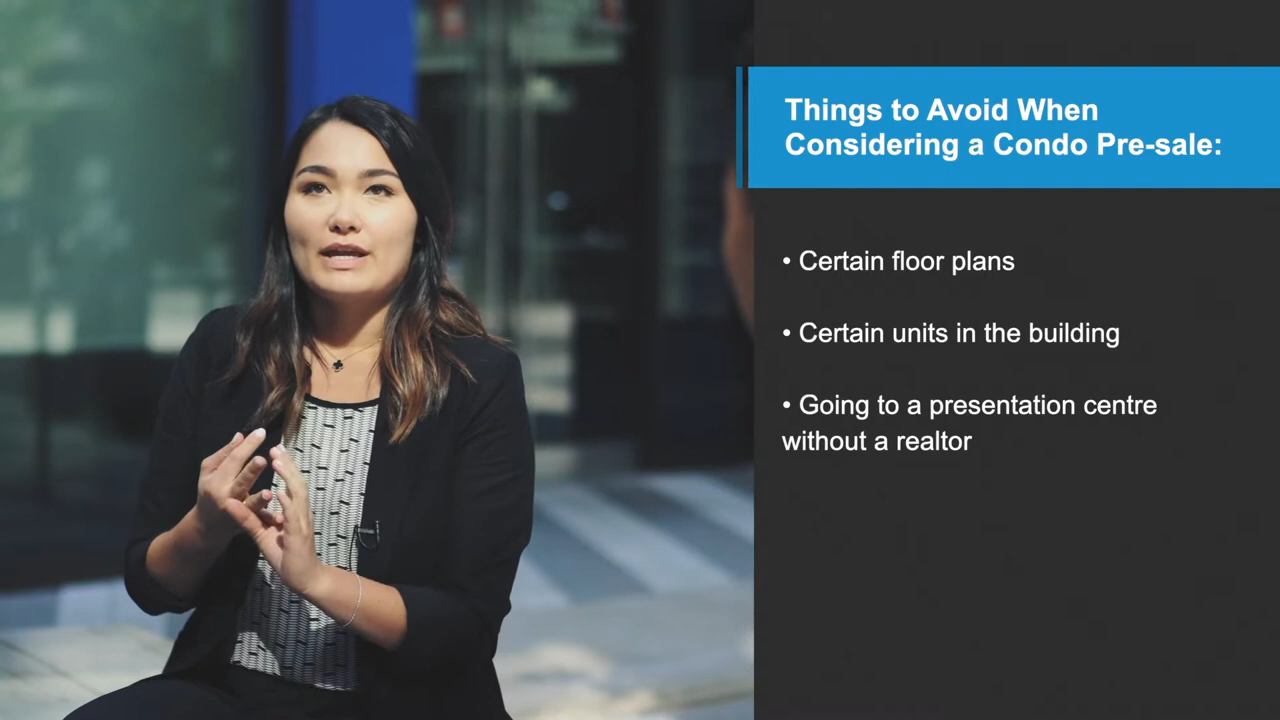 Things to Avoid When
Considering a Condo Pre-sale:
• Certain floor plans
• Certain units in the building
• Going to a presentation centre
without a realtor